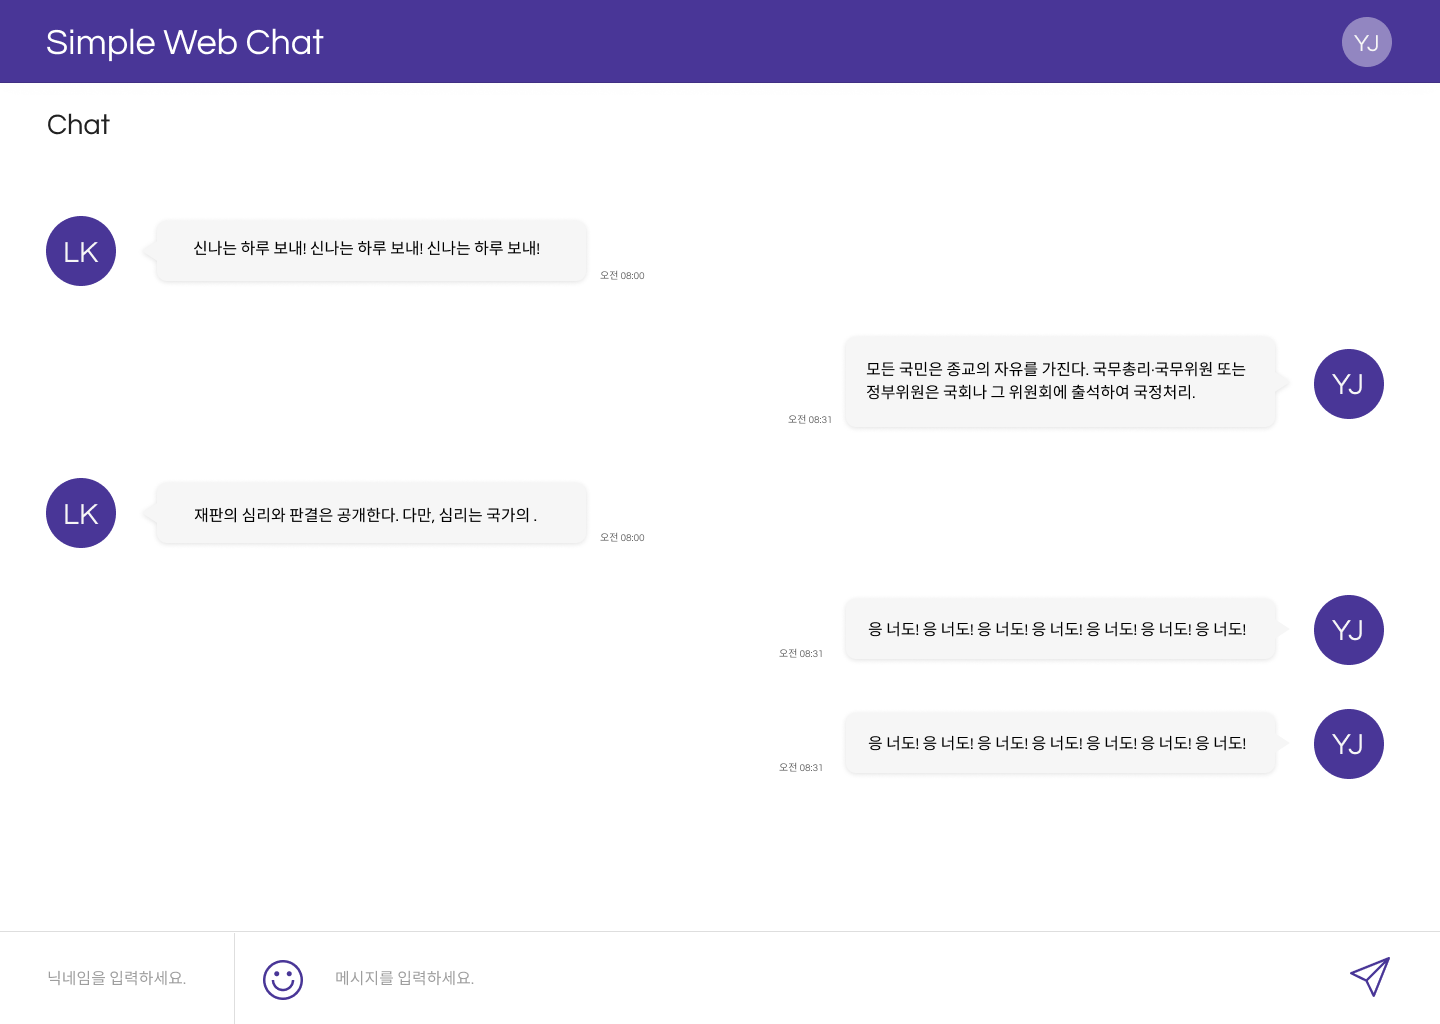 Simple Web Chat
YJ
Chat
LK
신나는 하루 보내! 신나는 하루 보내! 신나는 하루 보내!
오전 08:00
모든 국민은 종교의 자유를 가진다. 국무총리·국무위원 또는
정부위원은 국회나 그 위원회에 출석하여 국정처리.
YJ
오전 08:31
LK
재판의 심리와 판결은 공개한다. 다만, 심리는 국가의 .
오전 08:00
응 너도! 응 너도! 응 너도! 응 너도! 응 너도! 응 너도! 응 너도!
YJ
오전 08:31
응 너도! 응 너도! 응 너도! 응 너도! 응 너도! 응 너도! 응 너도!
YJ
오전 08:31
닉네임을 입력하세요.
메시지를 입력하세요.